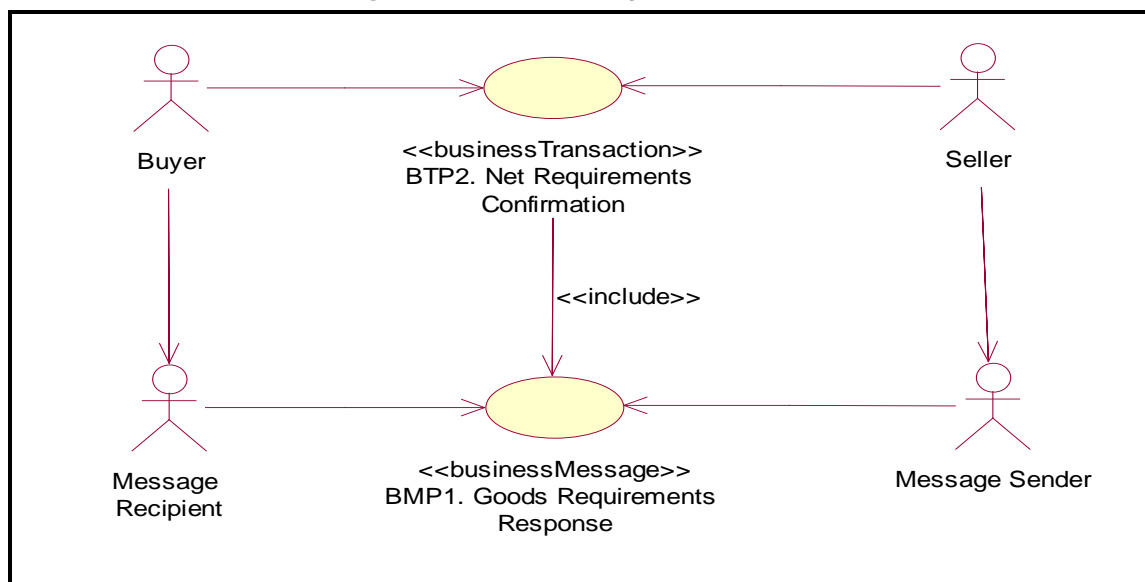 Buyer
<<businessTransaction>>
BTP2. Net Requirements
Confirmation
Seller
<<include>>
Message
Recipient
<<businessMessage>>
BMP1. Goods Requirements
Response
Message Sender